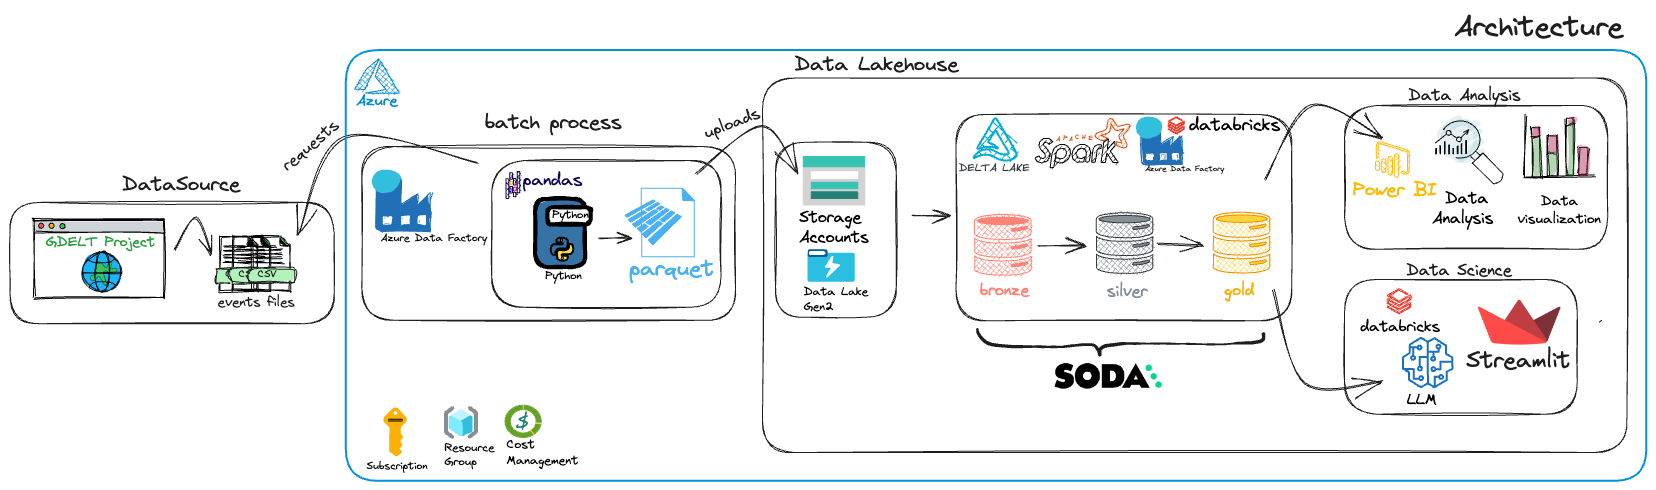 Architecture
Azure
batch process
requests
uploads
DataSource
GDELT Project
CSV
events files
Azure Data Factory
pandas
Python
Python
parquet
Data Lakehouse
Storage
Accounts
Data Lake
Gen2
DELTA LAKE
APACHE
Spark
Azure Data Factory
databricks
bronze
silver
gold
SODA
Data Analysis
Power BI
Data
Analysis
Data
visualization
Data Science
databricks
LLM
Streamlit
Subscription
Resource
Group
Cost
Management